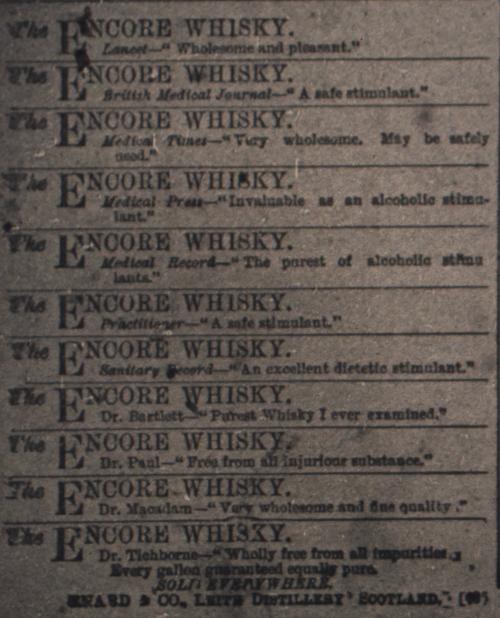 The ENCORE WHISKY.
Lancet—" Wholesome and pleasant."
The ENCORE WHISKY.
British Medical Journal—" A safe stimulant."
The ENCORE WHISKY.
Medical Times—" Very wholesome. May be safely
used."
The ENCORE WHISKY.
Medical Press—" Invaluable as an alcoholic stimu-
lant."
The ENCORE WHISKY.
Medical Record—" The purest of alcoholic stimu
lants."
The ENCORE WHISKY.
Practitioner—" A safe stimulant."
The ENCORE WHISKY.
Sanitary Record—" An excellent dietetic stimulant."
The ENCORE WHISKY.
Dr. Bartlett—" Purest Whisky I ever examined."
The ENCORE WHISKY.
Dr. Paul—" Free from all injurious substance."
The ENCORE WHISKY.
Dr. Macadam—" Very wholesome and fine quality."
The ENCORE WHISKY.
Dr. Tichborne—" Wholly free from all impurities.
Every gallon guaranteed equally pure.
SOLD EVERYWHERE.
& CO., LEITH DISTILLERY SCOTLAND,